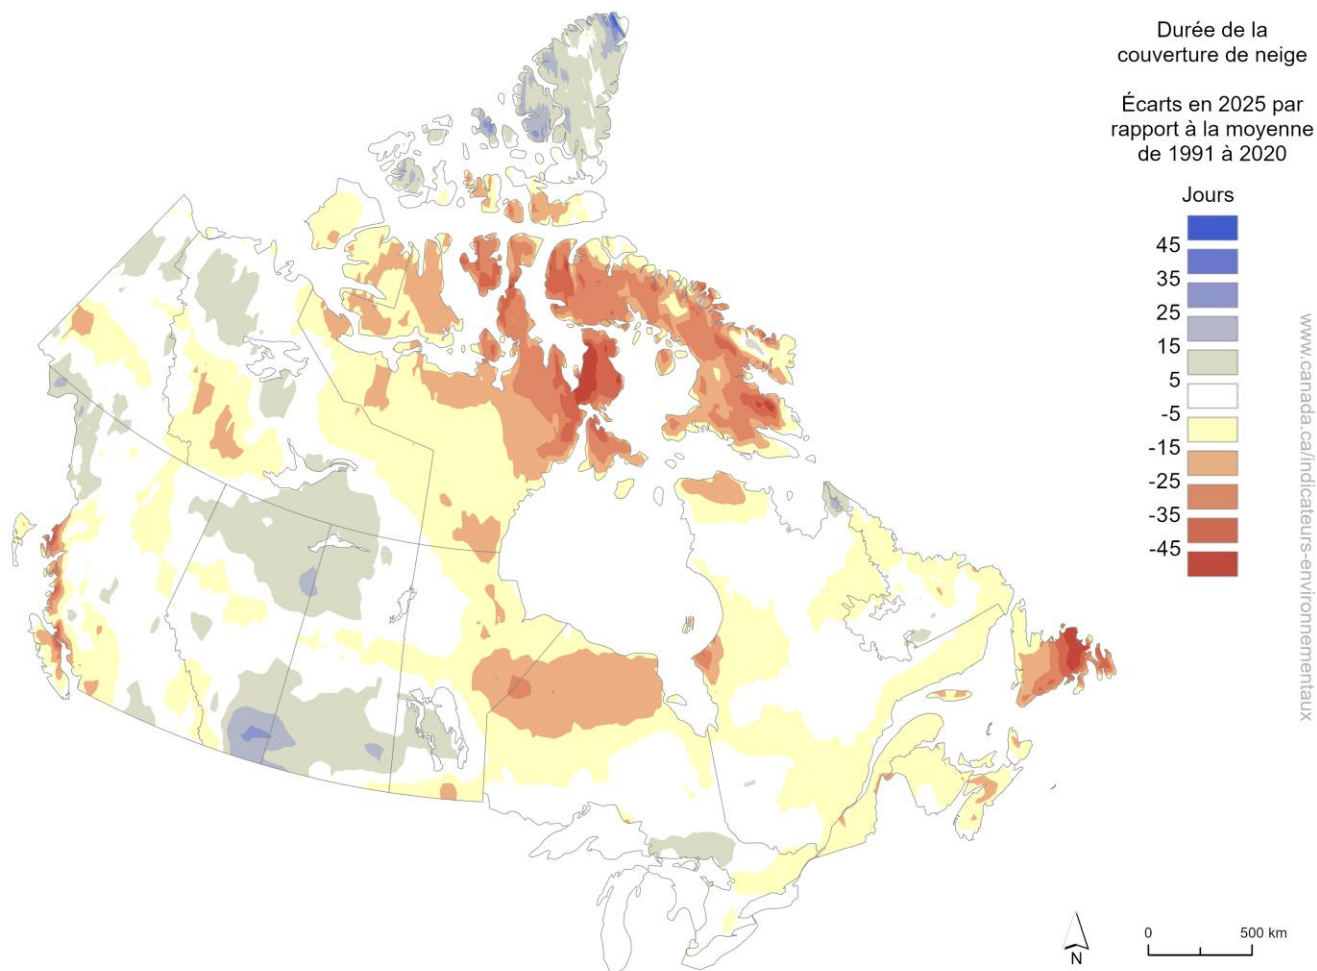 Durée de la
couverture de neige
Écarts en 2025 par
rapport à la moyenne
de 1991 à 2020
Jours
45
35
25
15
5
-5
-15
-25
-35
-45
www.canada.ca/indicateurs-environnementaux
N
0 500 km